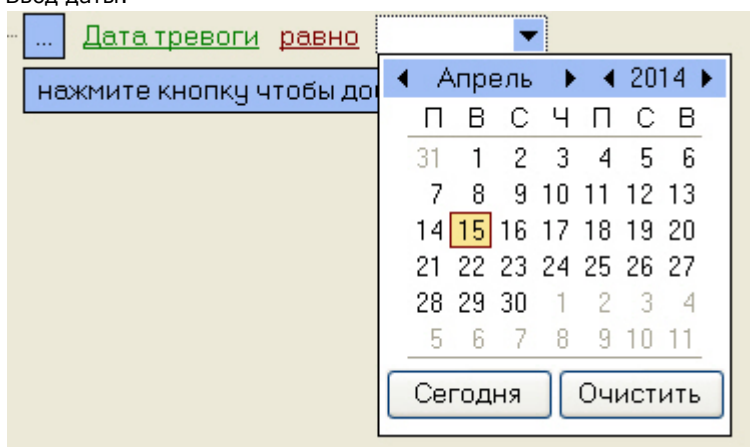 ... Дата тревоги равно
нажмите кнопку чтобы
Апрель 2014
П В С Ч П С В
31 1 2 3 4 5 6
7 8 9 10 11 12 13
14 15 16 17 18 19 20
21 22 23 24 25 26 27
28 29 30 1 2 3 4
5 6 7 8 9 10 11
Сегодня Очистить